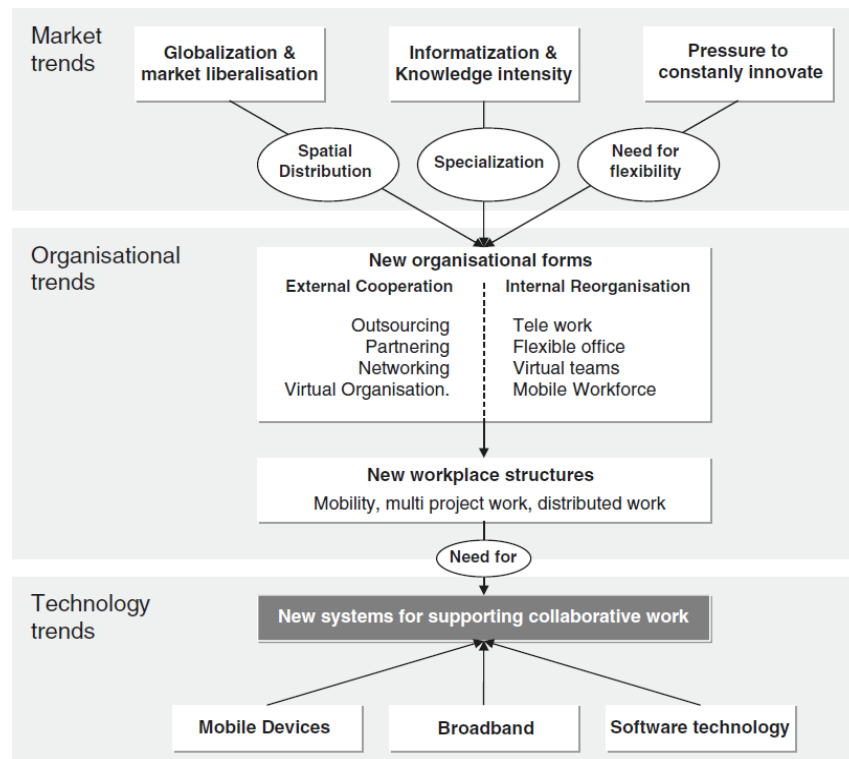 Market
trends
Globalization &
market liberalisation
Informatization &
Knowledge intensity
Pressure to
constanly innovate
Spatial
Distribution
Specialization
Need for
flexibility
Organisational
trends
New organisational forms
External Cooperation
Internal Reorganisation
Outsourcing
Partnering
Networking
Virtual Organisation.
Tele work
Flexible office
Virtual teams
Mobile Workforce
New workplace structures
Mobility, multi project work, distributed work
Need for
Technology
trends
New systems for supporting collaborative work
Mobile Devices
Broadband
Software technology